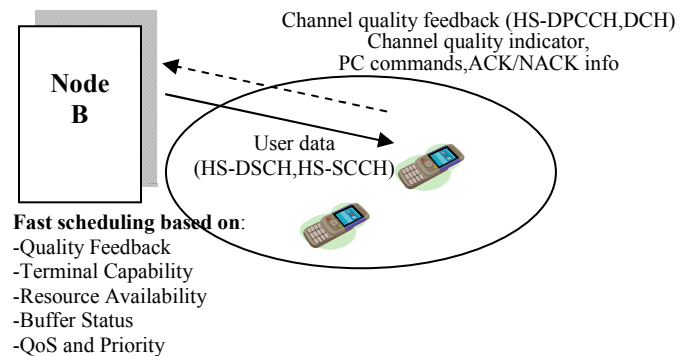 Channel quality feedback (HS-DPCCH,DCH)
Channel quality indicator,
PC commands,ACK/NACK info
Node
B
User data
(HS-DSCH,HS-SCCH)
Fast scheduling based on:
-Quality Feedback
-Terminal Capability
-Resource Availability
-Buffer Status
-QoS and Priority